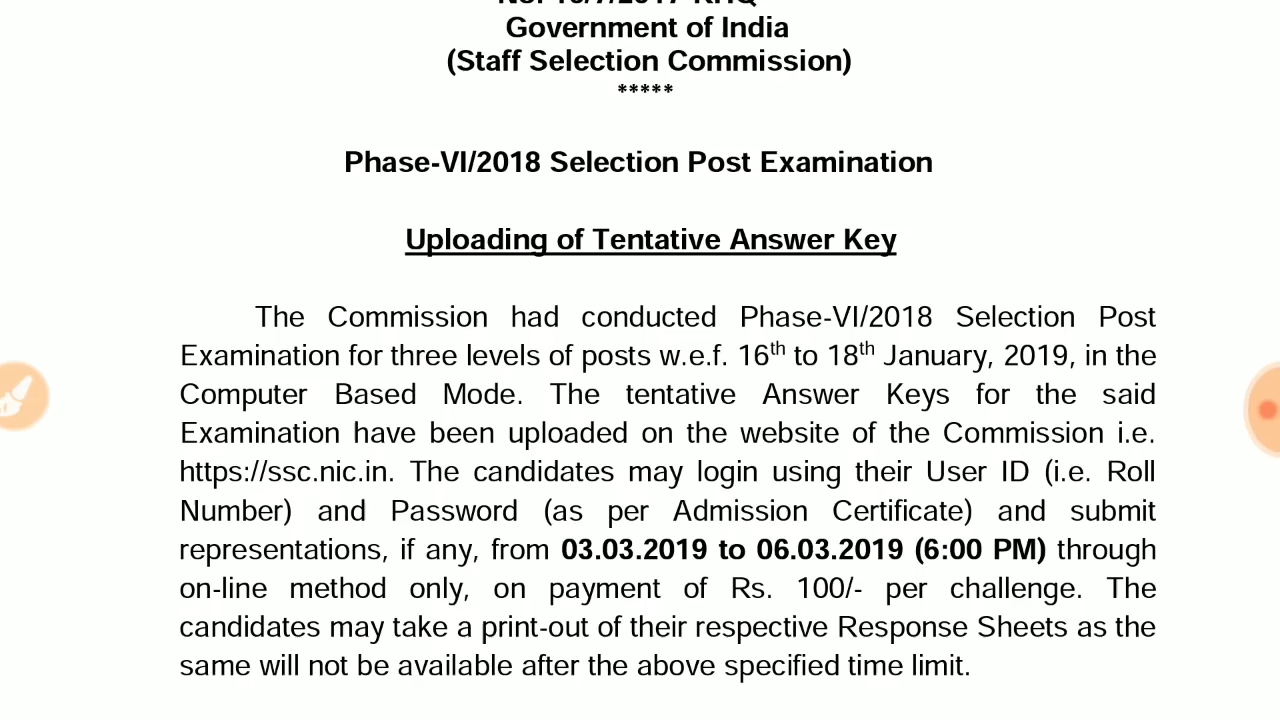 Government of India
(Staff Selection Commission)
*****
Phase-VI/2018 Selection Post Examination
Uploading of Tentative Answer Key
The Commission had conducted Phase-VI/2018 Selection Post
Examination for three levels of posts w.e.f. 16th to 18th January, 2019, in the
Computer Based Mode. The tentative Answer Keys for the said
Examination have been uploaded on the website of the Commission i.e.
https://ssc.nic.in. The candidates may login using their User ID (i.e. Roll
Number) and Password (as per Admission Certificate) and submit
representations, if any, from 03.03.2019 to 06.03.2019 (6:00 PM) through
on-line method only, on payment of Rs. 100/- per challenge. The
candidates may take a print-out of their respective Response Sheets as the
same will not be available after the above specified time limit.